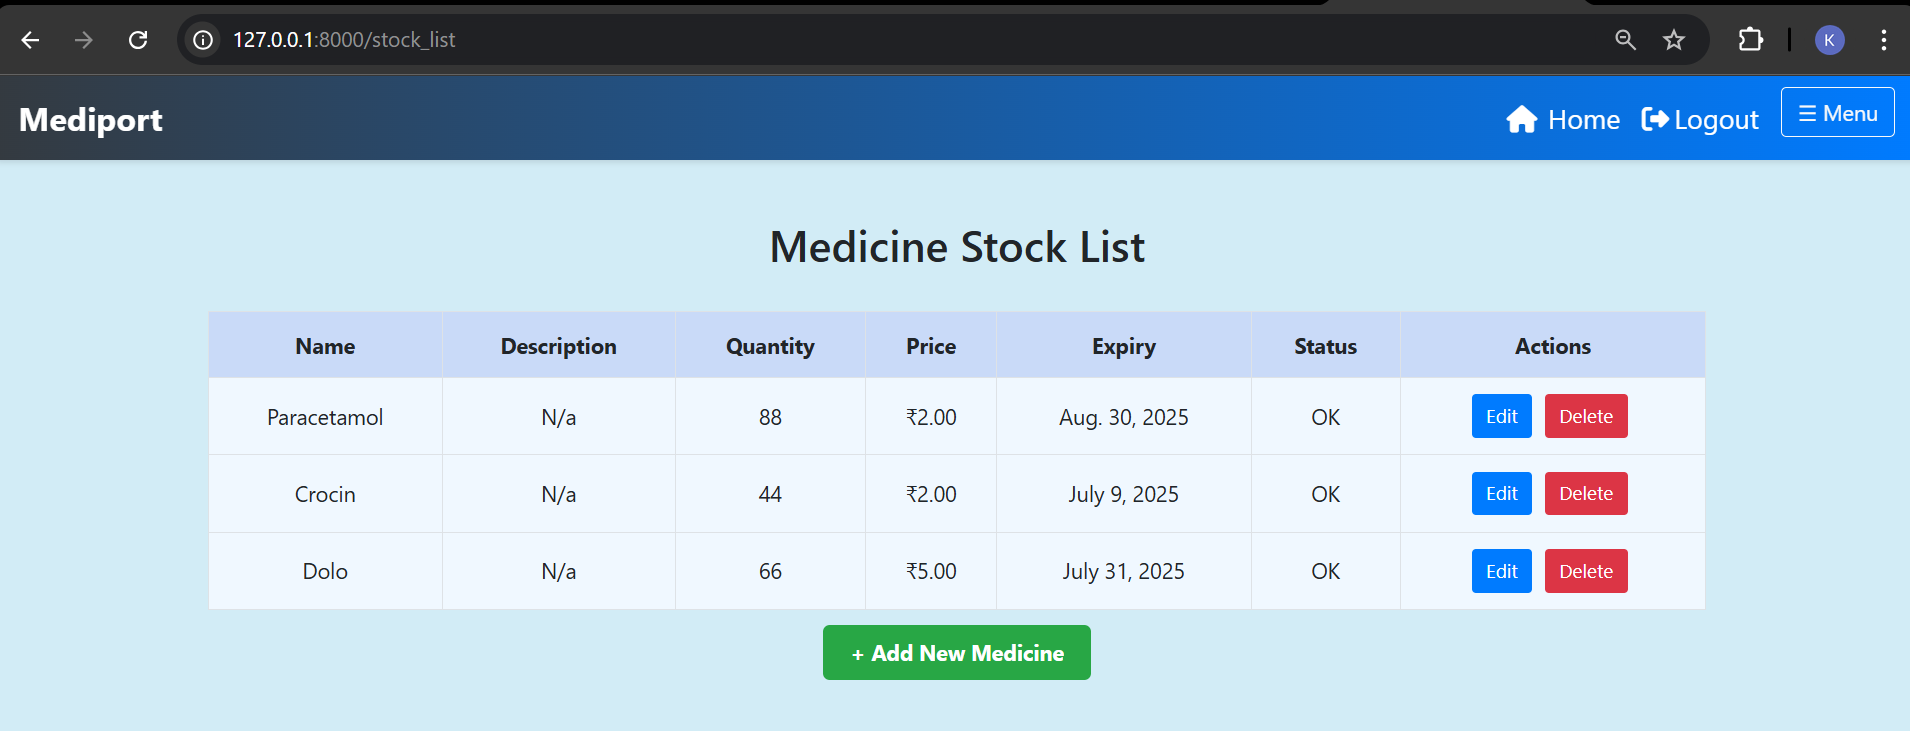 127.0.0.1:8000/stock_list
K
Mediport
Home Logout ☰ Menu
Medicine Stock List
Name Description Quantity Price Expiry Status Actions
Paracetamol N/a 88 ₹2.00 Aug. 30, 2025 OK Edit Delete
Crocin N/a 44 ₹2.00 July 9, 2025 OK Edit Delete
Dolo N/a 66 ₹5.00 July 31, 2025 OK Edit Delete
+ Add New Medicine